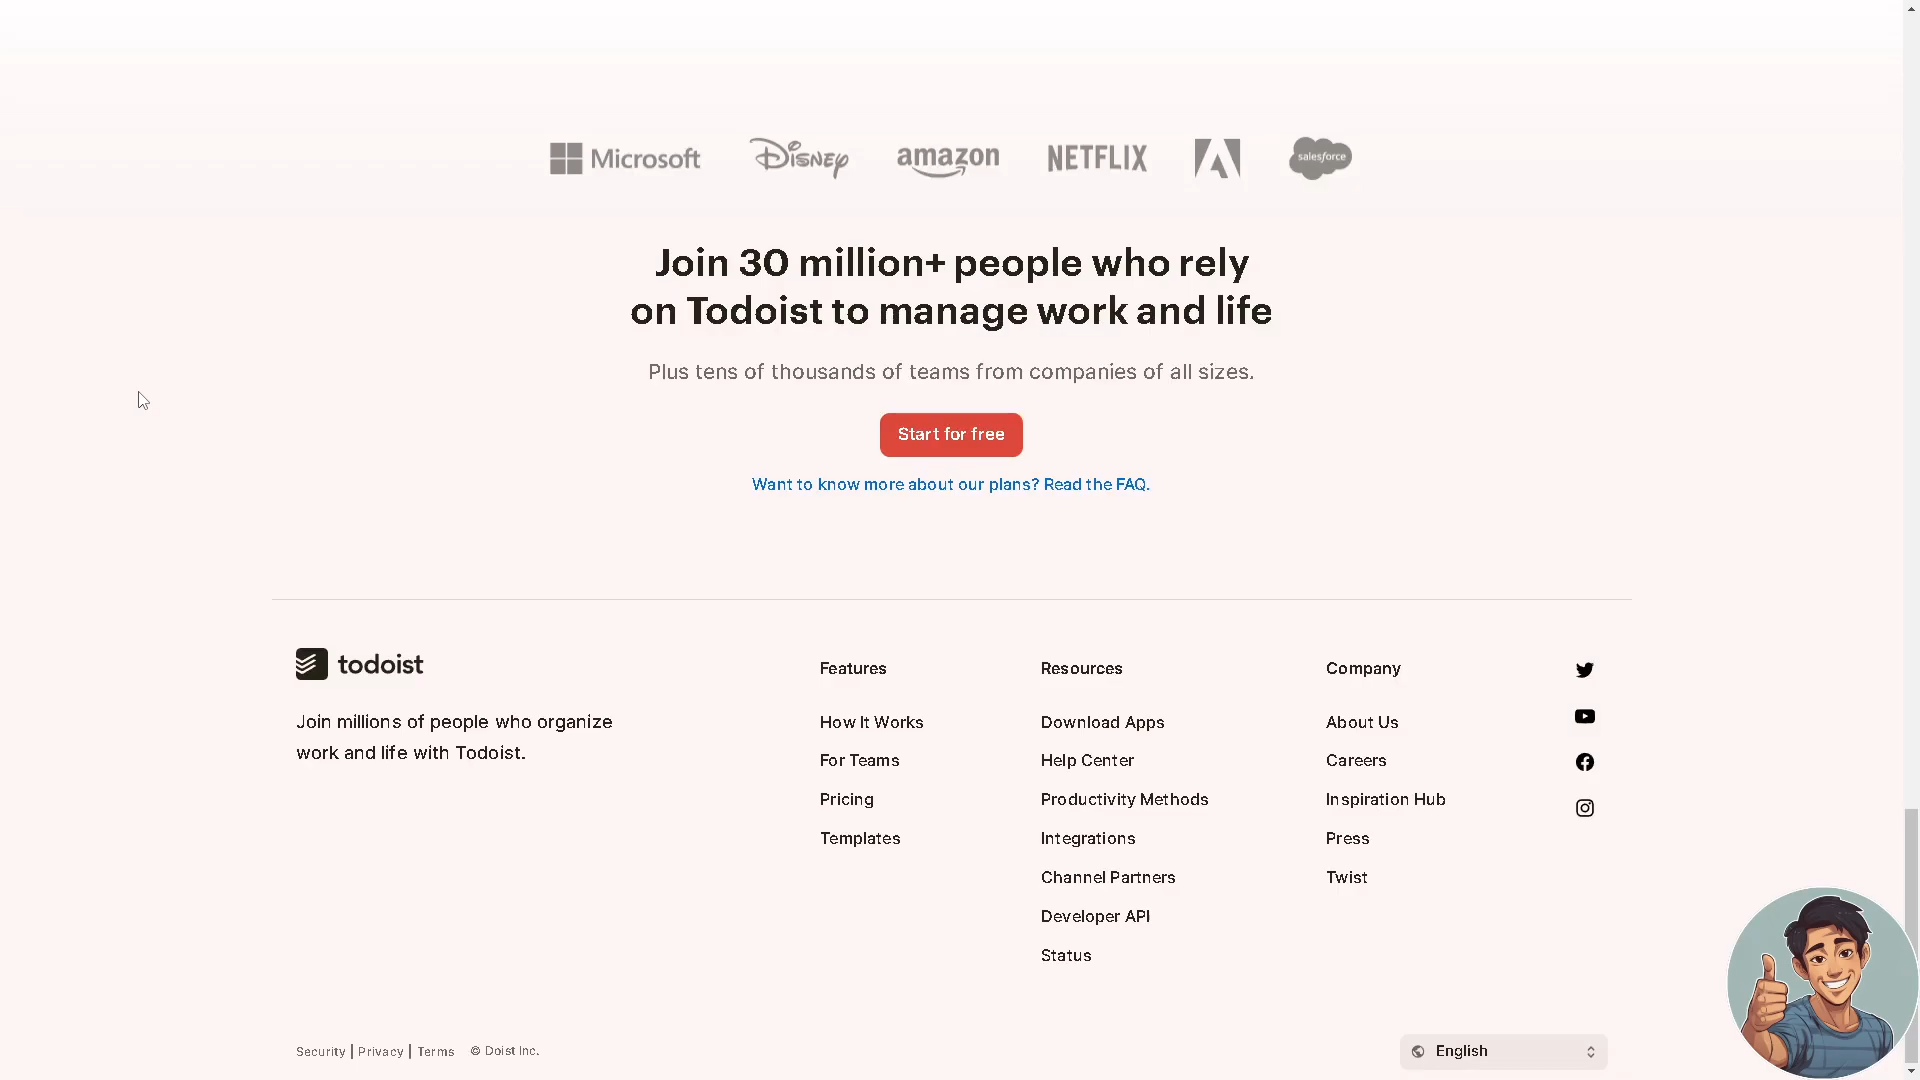 Microsoft
Disney
amazon
NETFLIX
salesforce
Join 30 million+ people who rely
on Todoist to manage work and life
Plus tens of thousands of teams from companies of all sizes.
Start for free
Want to know more about our plans? Read the FAQ.
todoist
Join millions of people who organize
work and life with Todoist.
Features
How It Works
For Teams
Pricing
Templates
Resources
Download Apps
Help Center
Productivity Methods
Integrations
Channel Partners
Developer API
Status
Company
About Us
Careers
Inspiration Hub
Press
Twist
Security | Privacy | Terms © Doist Inc.
English